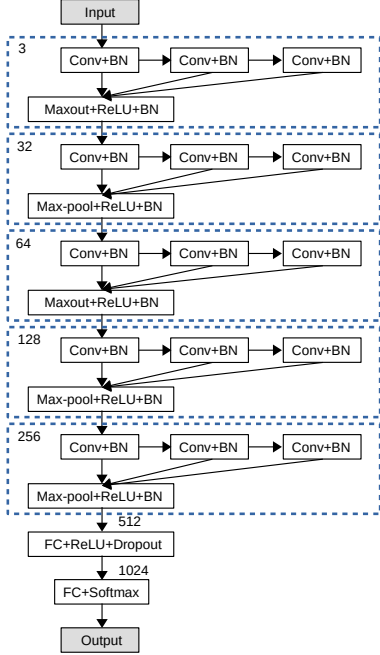 Input
3
Conv+BN Conv+BN Conv+BN
Maxout+ReLU+BN
32
Conv+BN Conv+BN Conv+BN
Max-pool+ReLU+BN
64
Conv+BN Conv+BN Conv+BN
Maxout+ReLU+BN
128
Conv+BN Conv+BN Conv+BN
Max-pool+ReLU+BN
256
Conv+BN Conv+BN Conv+BN
Max-pool+ReLU+BN
512
FC+ReLU+Dropout
1024
FC+Softmax
Output